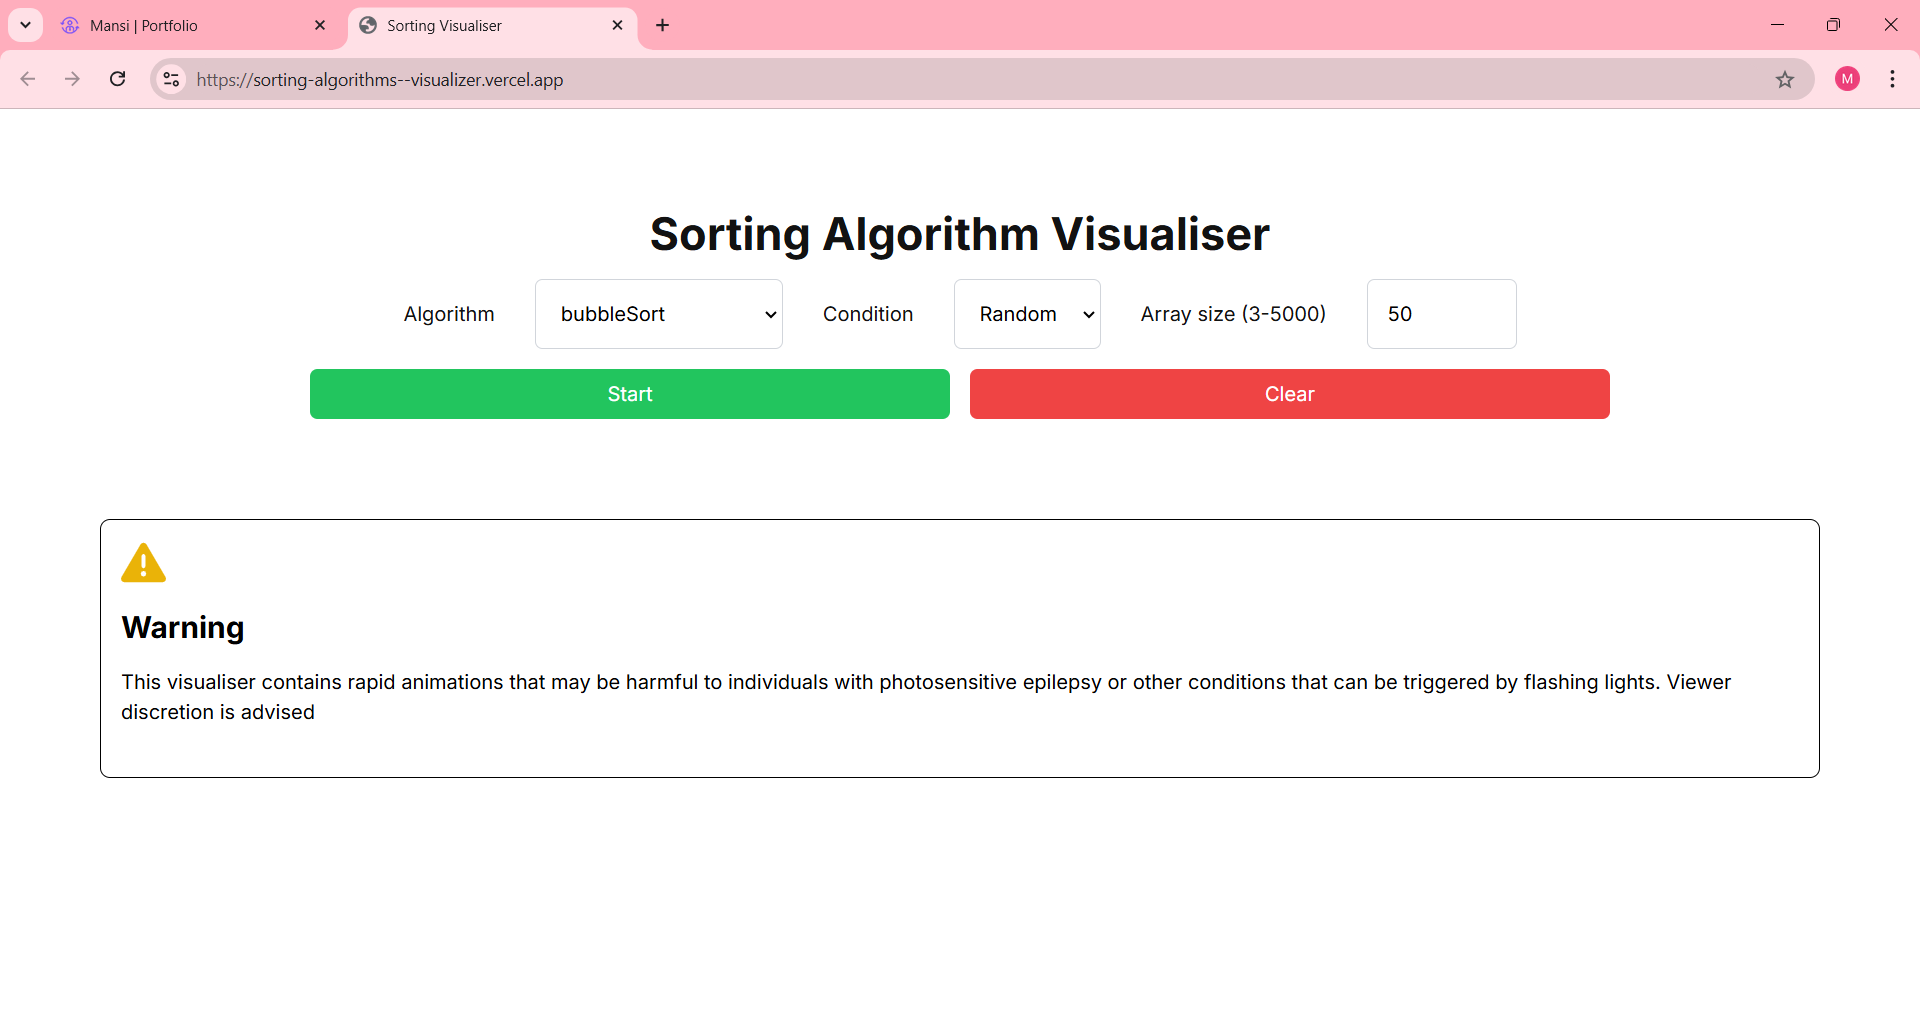 Mansi | Portfolio
Sorting Visualiser
https://sorting-algorithms--visualizer.vercel.app
M
Sorting Algorithm Visualiser
Algorithm bubbleSort Condition Random Array size (3-5000) 50
Start Clear
Warning
This visualiser contains rapid animations that may be harmful to individuals with photosensitive epilepsy or other conditions that can be triggered by flashing lights. Viewer
discretion is advised